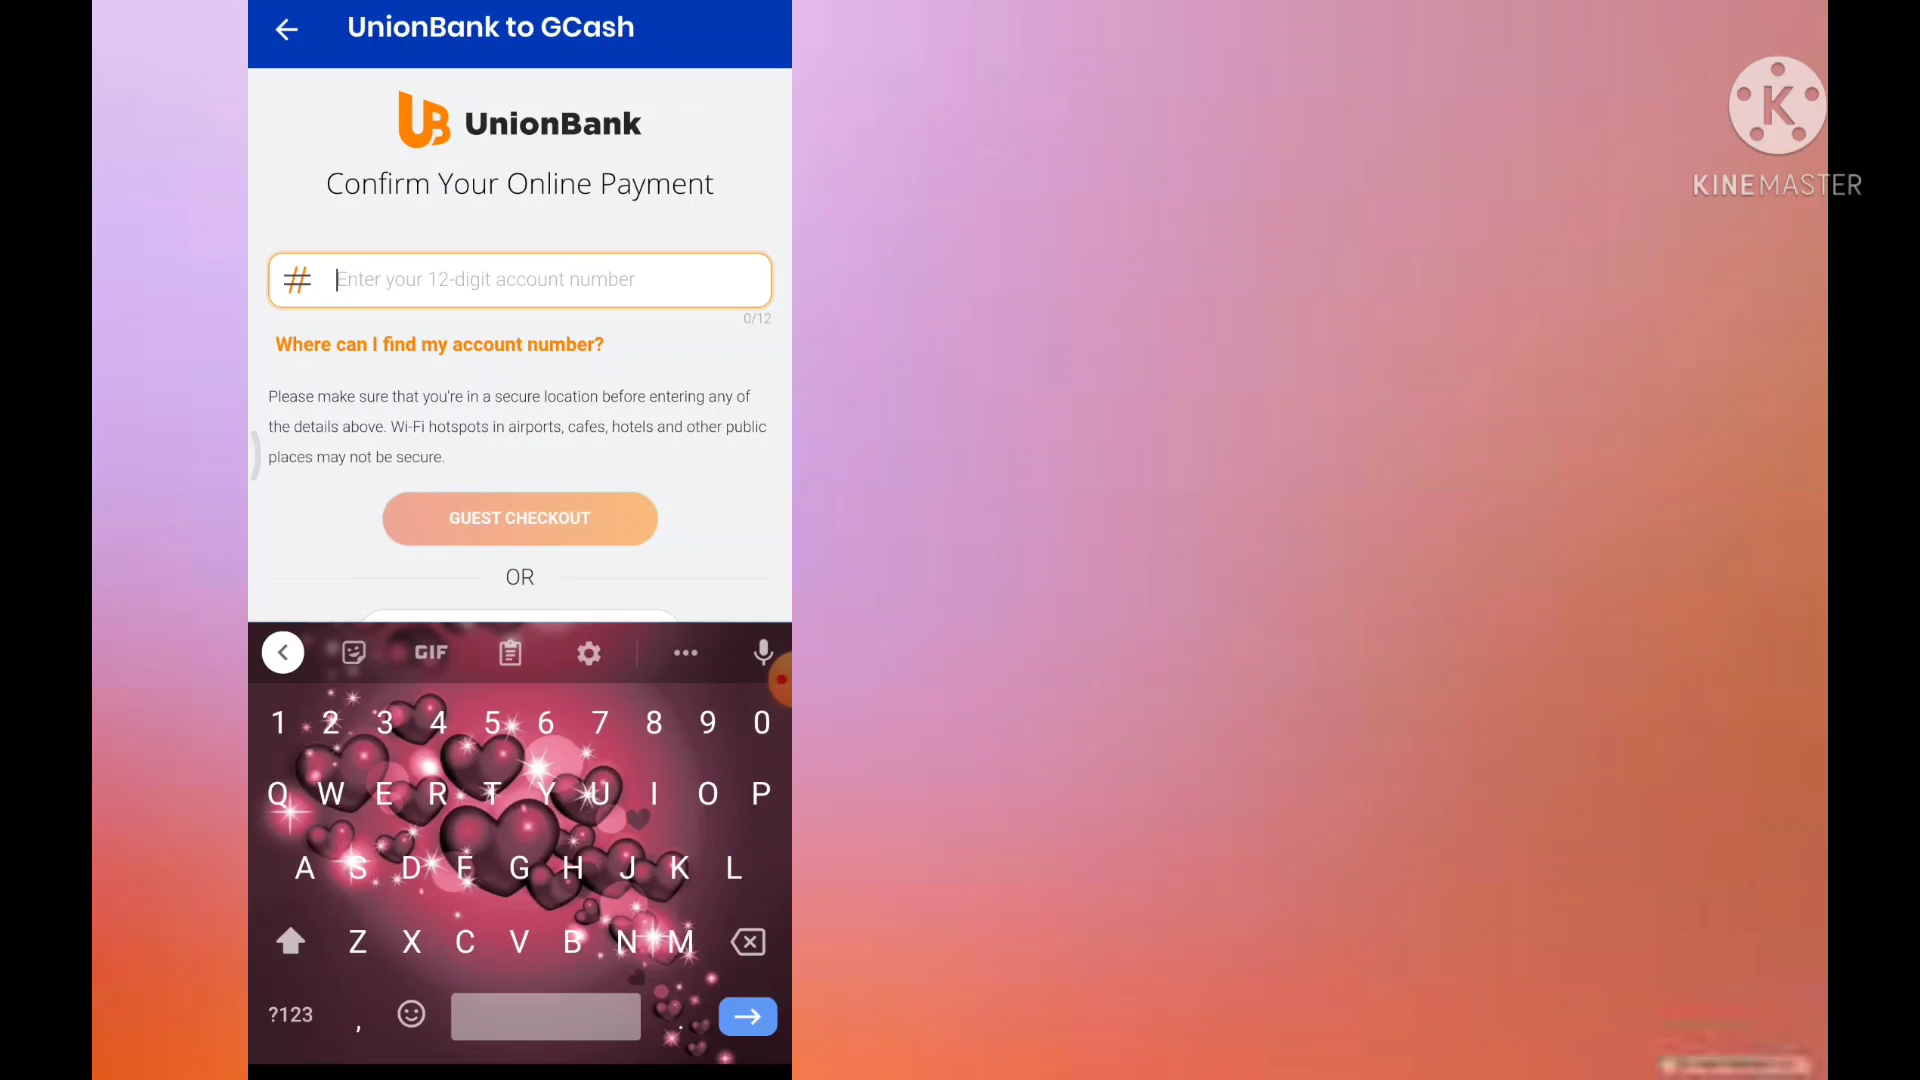 UnionBank to GCash
UnionBank
Confirm Your Online Payment
# Enter your 12-digit account number
0/12
Where can I find my account number?
Please make sure that you're in a secure location before entering any of
the details above. Wi-Fi hotspots in airports, cafes, hotels and other public
places may not be secure.
GUEST CHECKOUT
OR
GIF
1 2 3 4 5 6 7 8 9 0
Q W E R T Y U I O P
A S D F G H J K L
Z X C V B N M
?123 , .
K
KINEMASTER